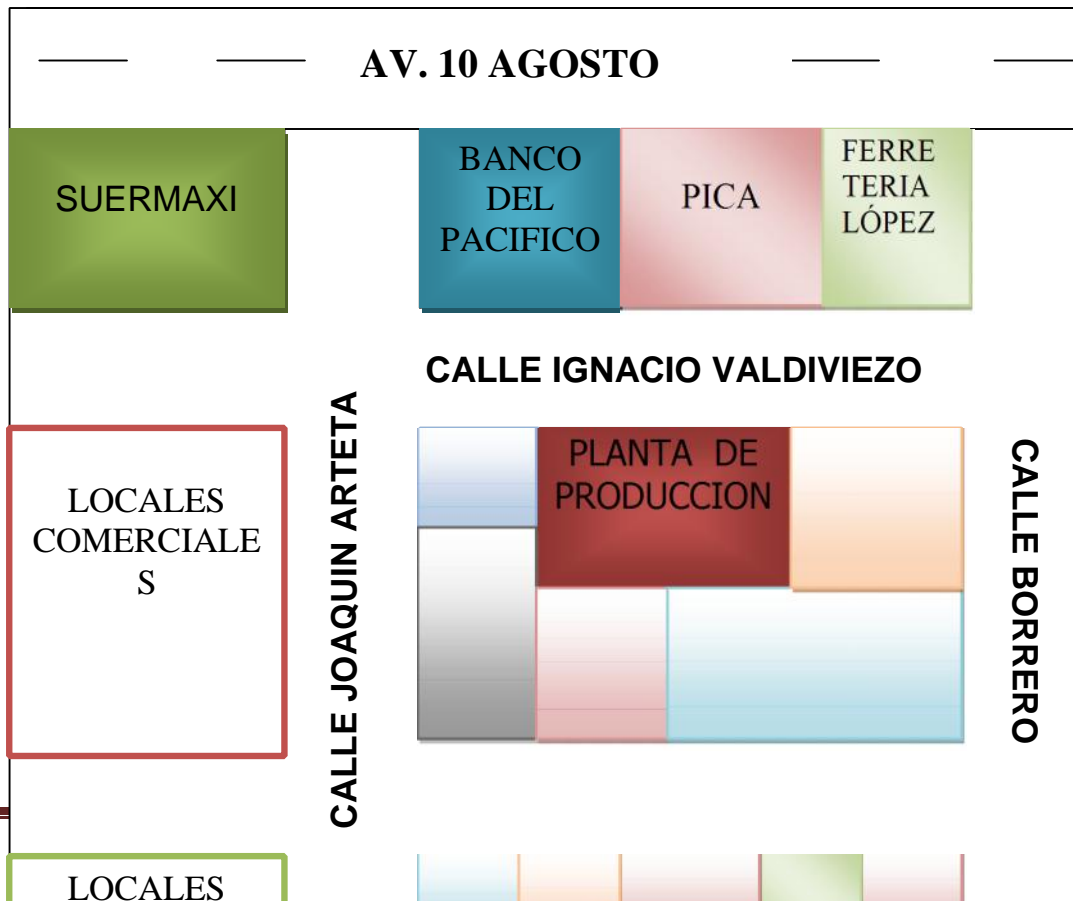 AV. 10 AGOSTO
SUERMAXI
BANCO
DEL
PACIFICO
PICA
FERRE
TERIA
LÓPEZ
CALLE IGNACIO VALDIVIEZO
CALLE JOAQUIN ARTETA
LOCALES
COMERCIALE
S
PLANTA DE
PRODUCCION
CALLE BORRERO
LOCALES